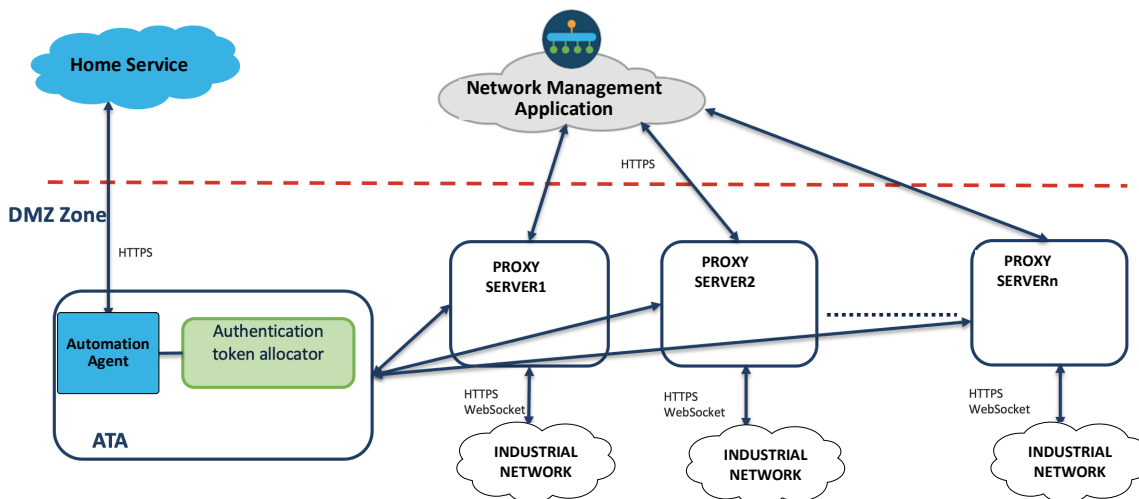 Home Service
Network Management
Application
HTTPS
DMZ Zone
HTTPS
PROXY
SERVER1
PROXY
SERVER2
PROXY
SERVERn
Automation
Agent
Authentication
token allocator
ATA
HTTPS
WebSocket
HTTPS
WebSocket
HTTPS
WebSocket
INDUSTRIAL
NETWORK
INDUSTRIAL
NETWORK
INDUSTRIAL
NETWORK